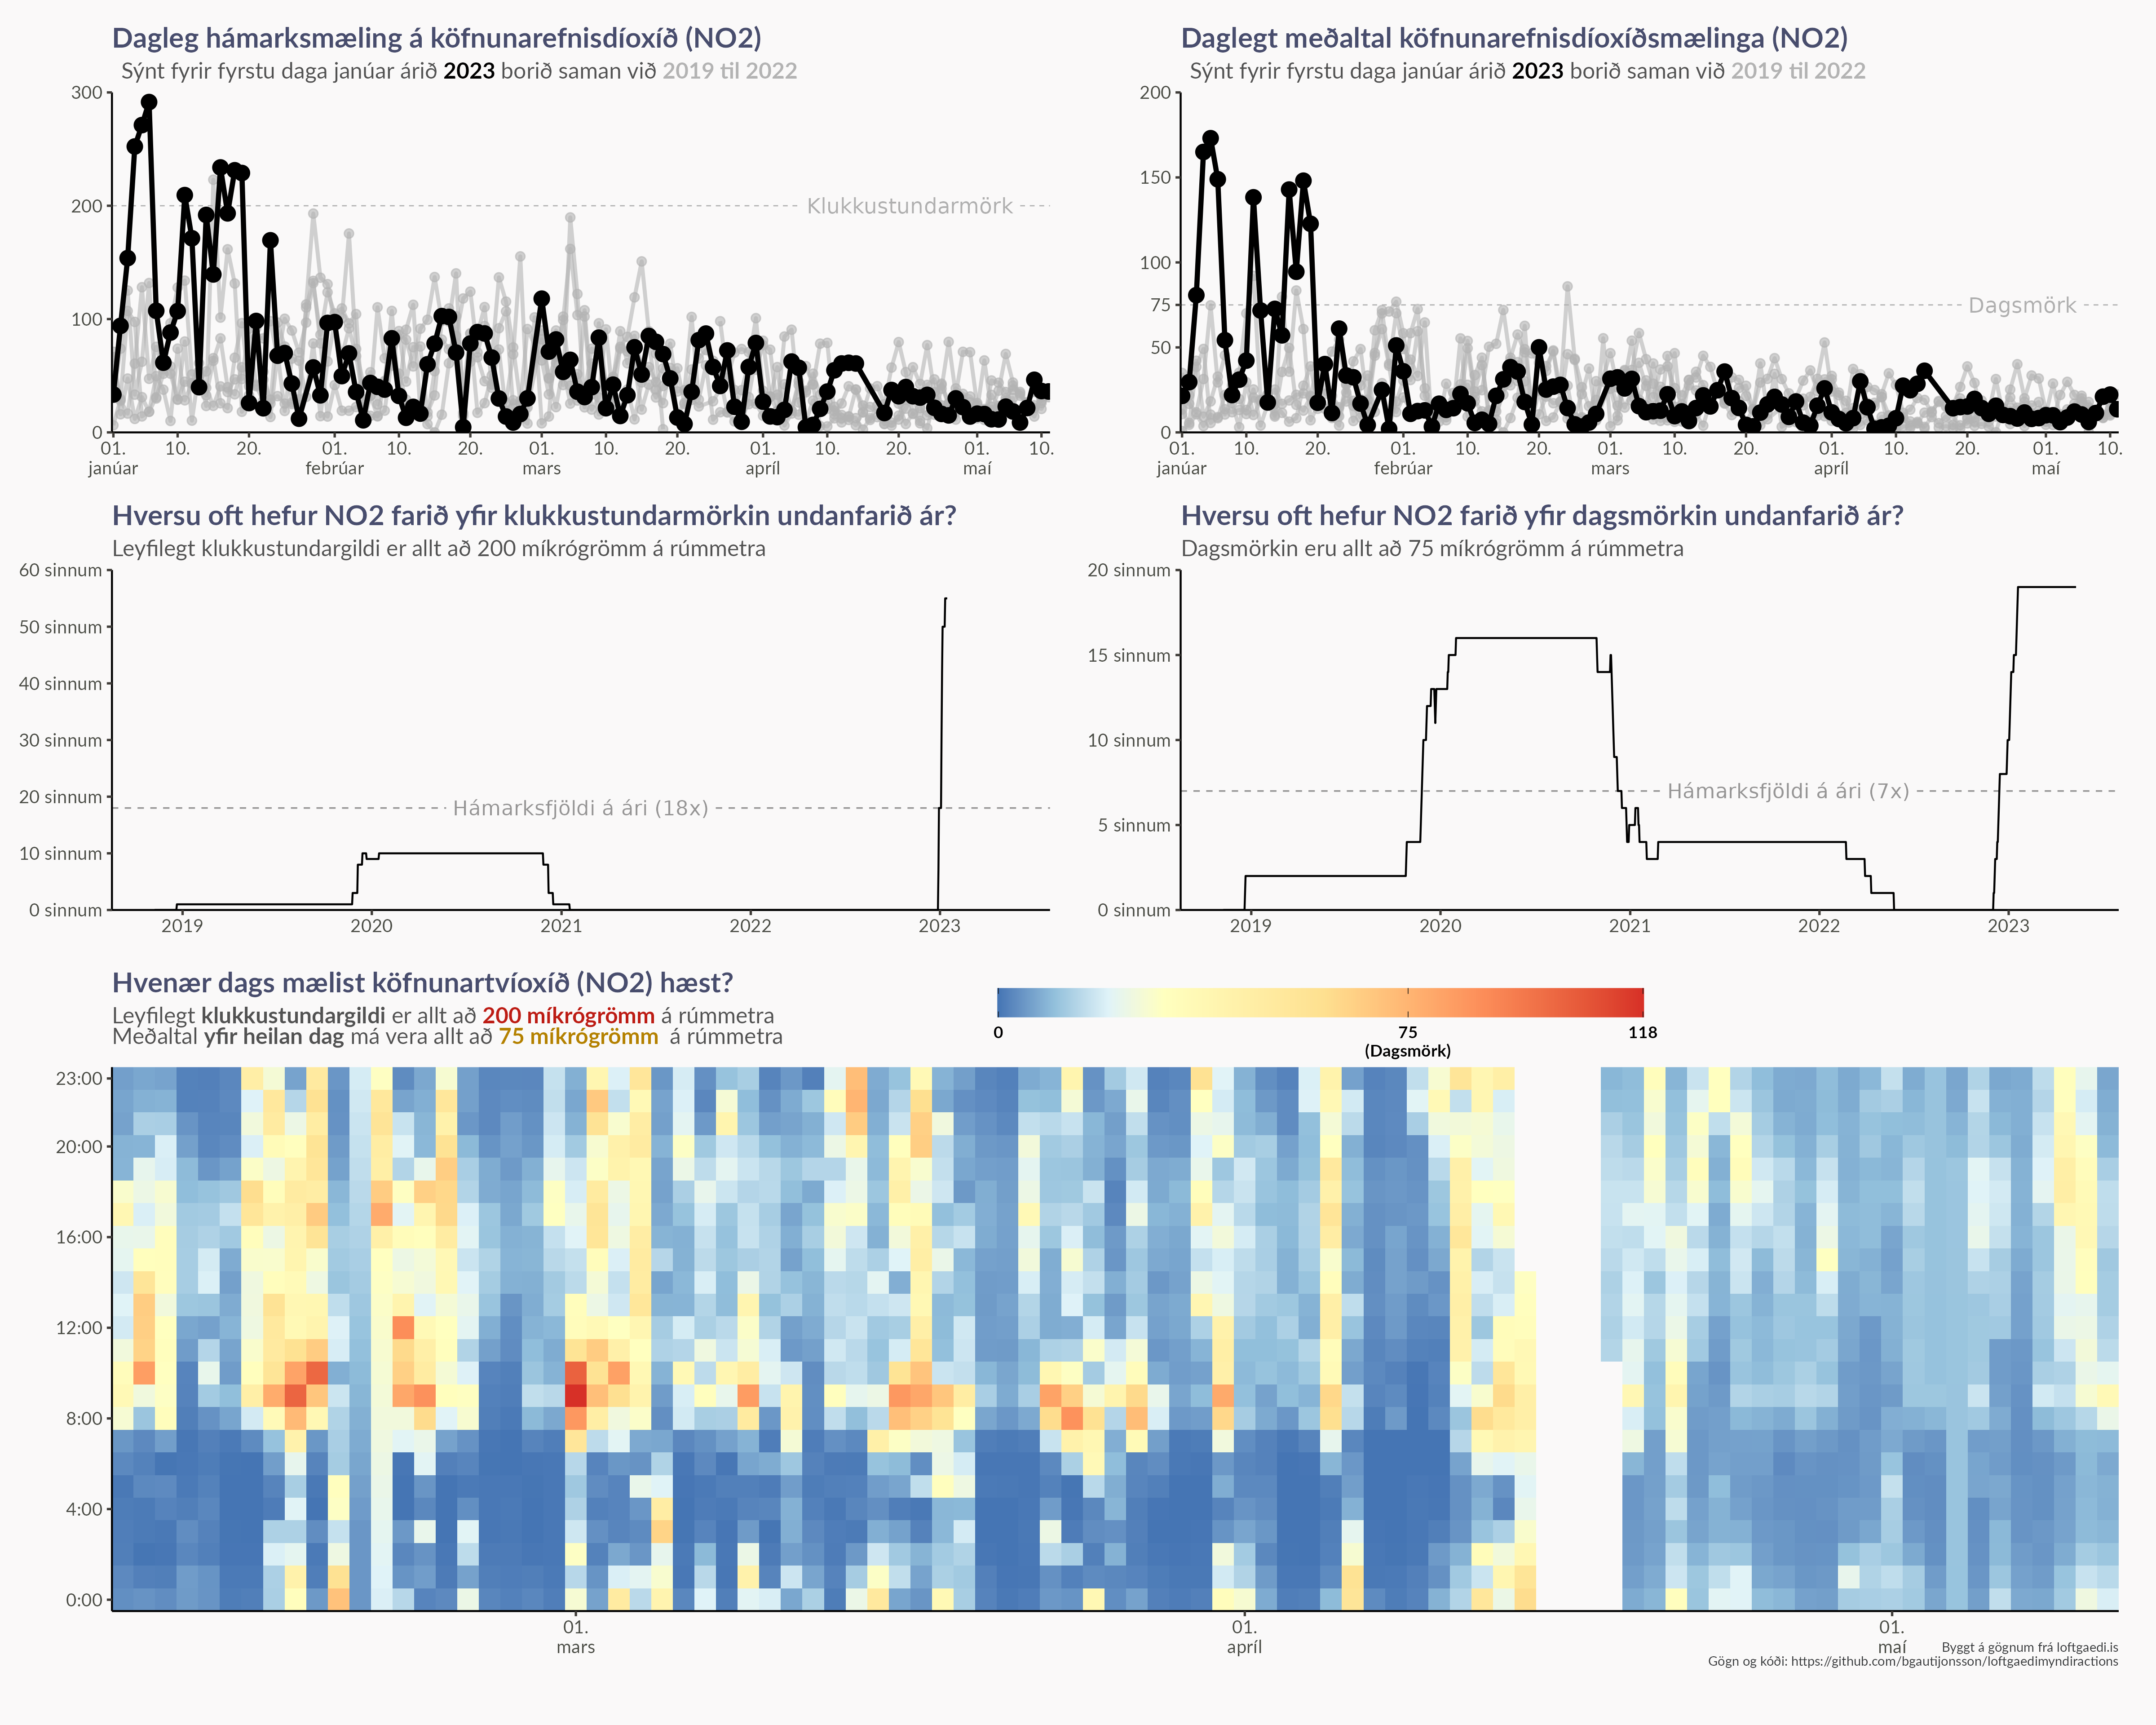 Dagleg hámarksmæling á köfnunarefnisdíoxíð (NO2)
Sýnt fyrir fyrstu daga janúar árið 2023 borið saman við 2019 til 2022
300
200
100
0
Klukkustundarmörk
01. 10. 20. 01. 10. 20. 01. 10. 20. 01. 10. 20. 01. 10.
janúar febrúar mars apríl maí
Daglegt meðaltal köfnunarefnisdíoxíðsmælinga (NO2)
Sýnt fyrir fyrstu daga janúar árið 2023 borið saman við 2019 til 2022
200
150
100
75
50
0
Dagsmörk
01. 10. 20. 01. 10. 20. 01. 10. 20. 01. 10. 20. 01. 10.
janúar febrúar mars apríl maí
Hversu oft hefur NO2 farið yfir klukkustundarmörkin undanfarið ár?
Leyfilegt klukkustundargildi er allt að 200 míkrógrömm á rúmmetra
60 sinnum
50 sinnum
40 sinnum
30 sinnum
20 sinnum
10 sinnum
0 sinnum
Hámarksfjöldi á ári (18x)
2019 2020 2021 2022 2023
Hversu oft hefur NO2 farið yfir dagsmörkin undanfarið ár?
Dagsmörkin eru allt að 75 míkrógrömm á rúmmetra
20 sinnum
15 sinnum
10 sinnum
5 sinnum
0 sinnum
Hámarksfjöldi á ári (7x)
2019 2020 2021 2022 2023
Hvenær dags mælist köfnunartvíoxíð (NO2) hæst?
Leyfilegt klukkustundargildi er allt að 200 míkrógrömm á rúmmetra
Meðaltal yfir heilan dag má vera allt að 75 míkrógrömm á rúmmetra
0 75 118
(Dagsmörk)
23:00
20:00
16:00
12:00
8:00
4:00
0:00
01. 01. 01.
mars apríl maí
Byggt á gögnum frá loftgaedi.is
Gögn og kóði: https://github.com/bgautijonsson/loftgaedimyndiractions